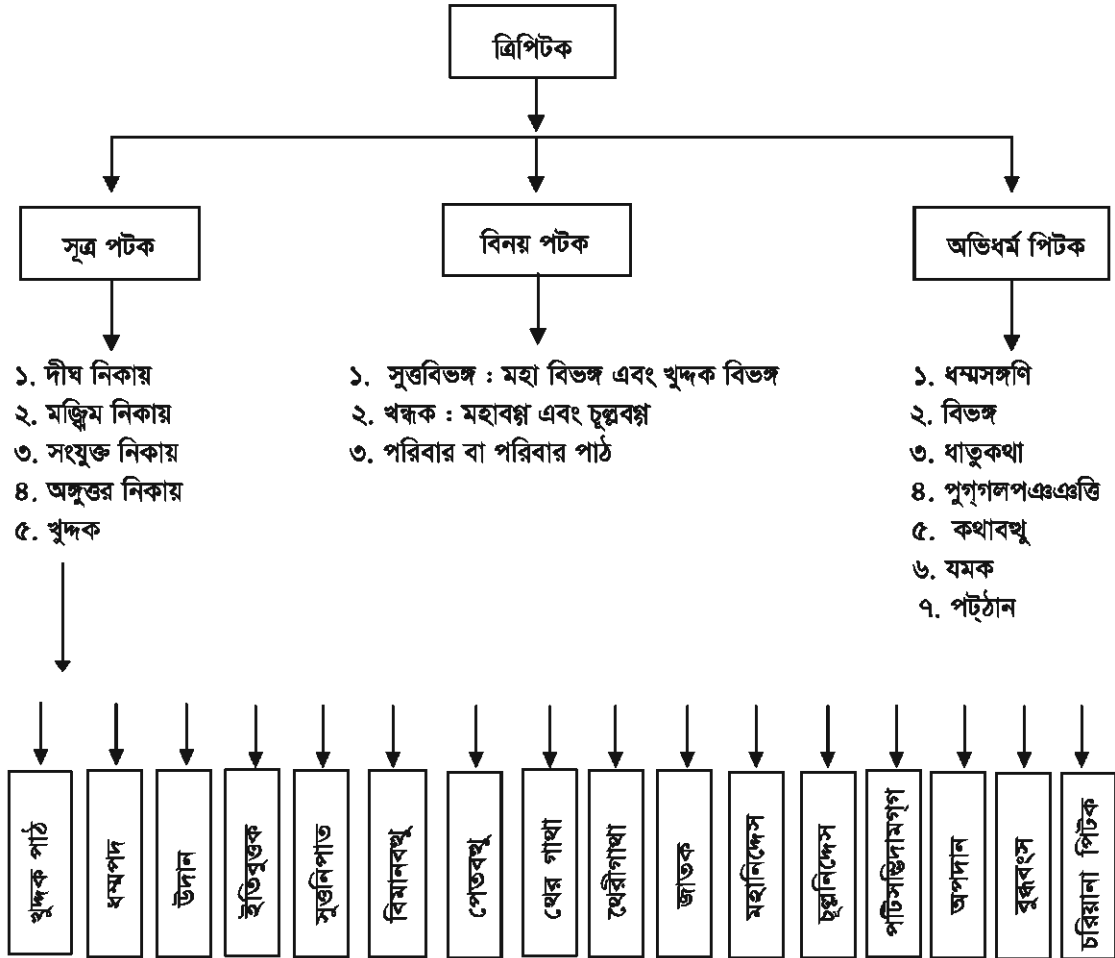 ত্রিপিটক
সূত্র পটক
বিনয় পটক
অভিধর্ম পিটক
১. দীঘ নিকায়
২. মজ্ঝিম নিকায়
৩. সংযুক্ত নিকায়
৪. অঙ্গুত্তর নিকায়
৫. খুদ্দক
১. সুত্তবিভঙ্গ : মহা বিভঙ্গ এবং খুদ্দক বিভঙ্গ
২. খন্ধক : মহাবগ্গ এবং চূল্লবগ্গ
৩. পরিবার বা পরিবার পাঠ
১. ধম্মসঙ্গণি
২. বিভঙ্গ
৩. ধাতুকথা
৪. পুগ্‌গলপঞঞত্তি
৫. কথাবত্থু
৬. যমক
৭. পট্‌ঠান
খুদ্দক পাঠ
ধম্মপদ
উদান
ইতিবুত্তক
সুত্তনিপাত
বিমানবত্থু
পেতবত্থু
থের গাথা
থেরীগাথা
জাতক
মহানিদ্দেস
চূল্লনিদ্দেস
পটিসম্ভিদামগ্‌গ
অপদান
বুদ্ধবংস
চরিয়ানা পিটক